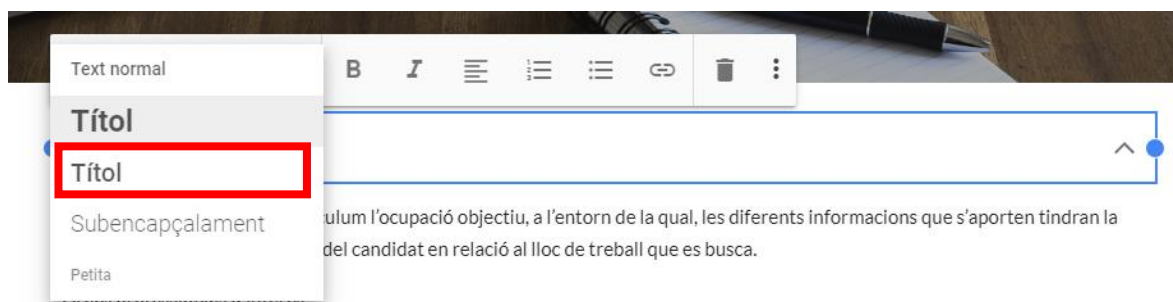 Text normal
B I
Títol
Títol
Subencapçalament
l'ocupació objectiu, a l'entorn de la qual, les diferents informacions que s'aporten tindran la
del candidat en relació al lloc de treball que es busca.
Petita